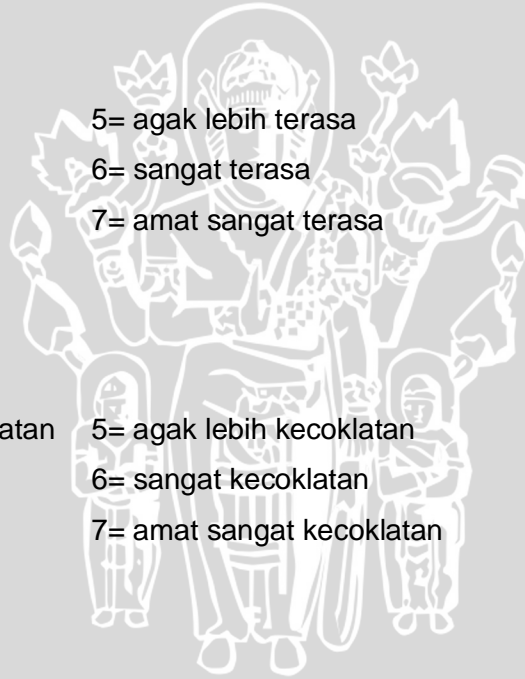 5= agak lebih terasa
6= sangat terasa
7= amat sangat terasa
atan 5= agak lebih kecoklatan
6= sangat kecoklatan
7= amat sangat kecoklatan